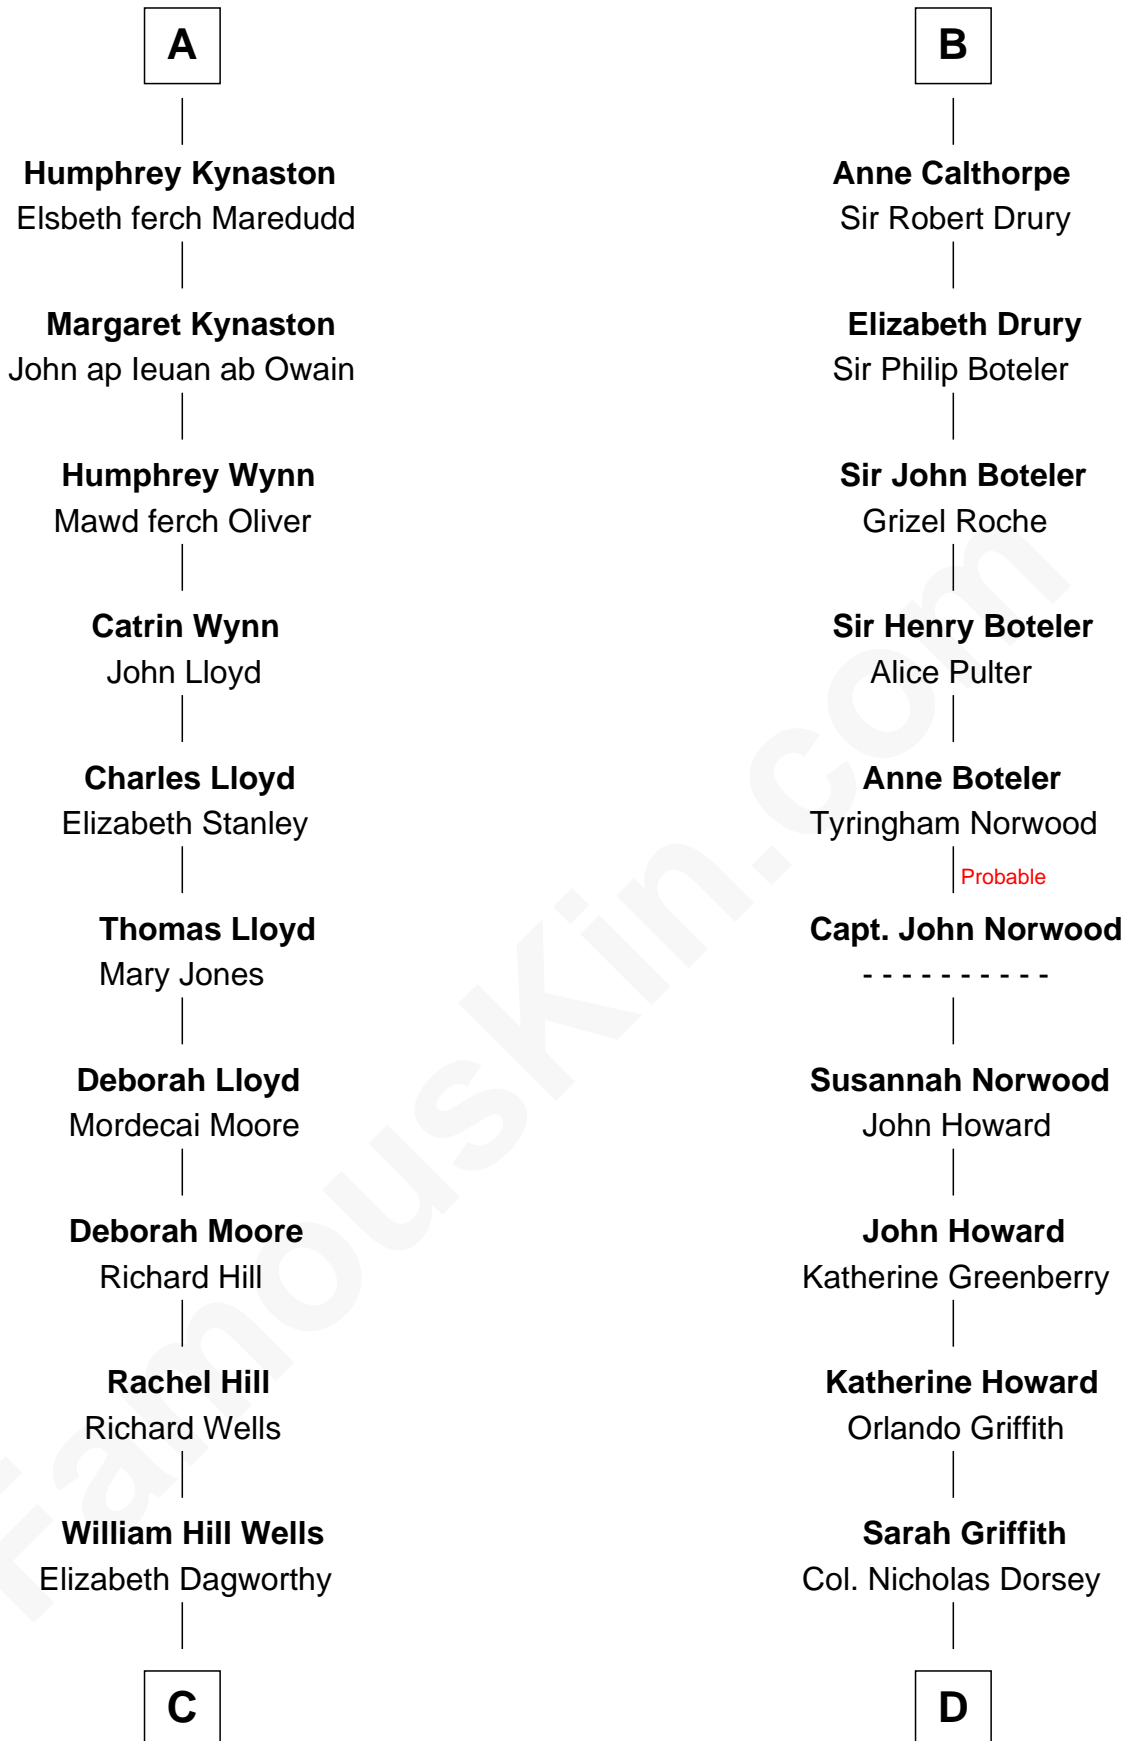 A
Humphrey Kynaston
Elsbeth ferch Maredudd
Margaret Kynaston
John ap Ieuan ab Owain
Humphrey Wynn
Mawd ferch Oliver
Catrin Wynn
John Lloyd
Charles Lloyd
Elizabeth Stanley
Thomas Lloyd
Mary Jones
Deborah Lloyd
Mordecai Moore
Deborah Moore
Richard Hill
Rachel Hill
Richard Wells
William Hill Wells
Elizabeth Dagworthy
C
B
Anne Calthorpe
Sir Robert Drury
Elizabeth Drury
Sir Philip Boteler
Sir John Boteler
Grizel Roche
Sir Henry Boteler
Alice Pulter
Anne Boteler
Tyringham Norwood
Probable
Capt. John Norwood
- - - - - - - - - -
Susannah Norwood
John Howard
John Howard
Katherine Greenberry
Katherine Howard
Orlando Griffith
Sarah Griffith
Col. Nicholas Dorsey
D
FamousKin.com